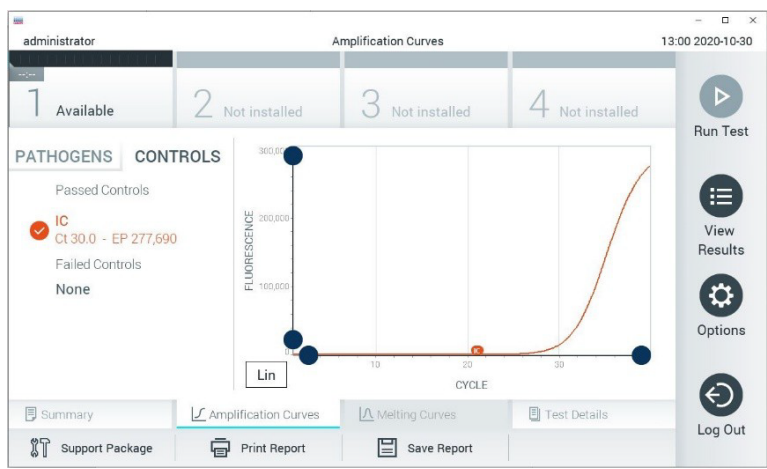 administrator
Amplification Curves
13:00 2020-10-30
--:--
1 Available
2 Not installed
3 Not installed
4 Not installed
Run Test
PATHOGENS
CONTROLS
Passed Controls
IC
Ct 30.0 - EP 277,690
Failed Controls
None
FLUORESCENCE
200,000
100,000
IC
10
20
30
CYCLE
Lin
View
Results
Options
Log Out
Summary
Amplification Curves
Melting Curves
Test Details
Support Package
Print Report
Save Report